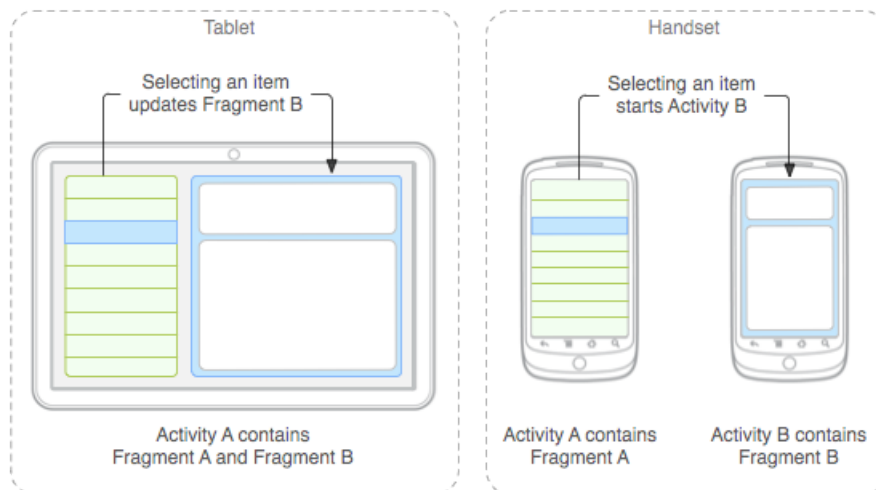 Tablet
Selecting an item
updates Fragment B
Activity A contains
Fragment A and Fragment B
Handset
Selecting an item
starts Activity B
Activity A contains
Fragment A
Activity B contains
Fragment B